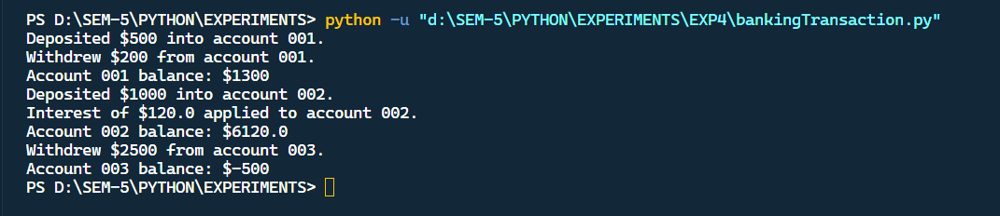 PS D:\SEM-5\PYTHON\EXPERIMENTS> python -u "d:\SEM-5\PYTHON\EXPERIMENTS\EXP4\bankingTransaction.py"
Deposited $500 into account 001.
Withdrew $200 from account 001.
Account 001 balance: $1300
Deposited $1000 into account 002.
Interest of $120.0 applied to account 002.
Account 002 balance: $6120.0
Withdrew $2500 from account 003.
Account 003 balance: $-500
PS D:\SEM-5\PYTHON\EXPERIMENTS>